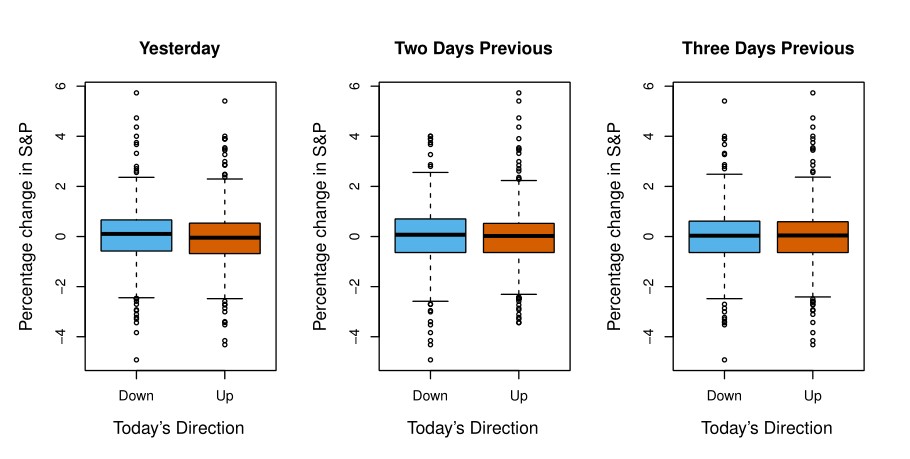 Yesterday
Percentage change in S&P
6
4
2
0
−2
−4
Down Up
Today's Direction
Two Days Previous
Percentage change in S&P
6
4
2
0
−2
−4
Down Up
Today's Direction
Three Days Previous
Percentage change in S&P
6
4
2
0
−2
−4
Down Up
Today's Direction